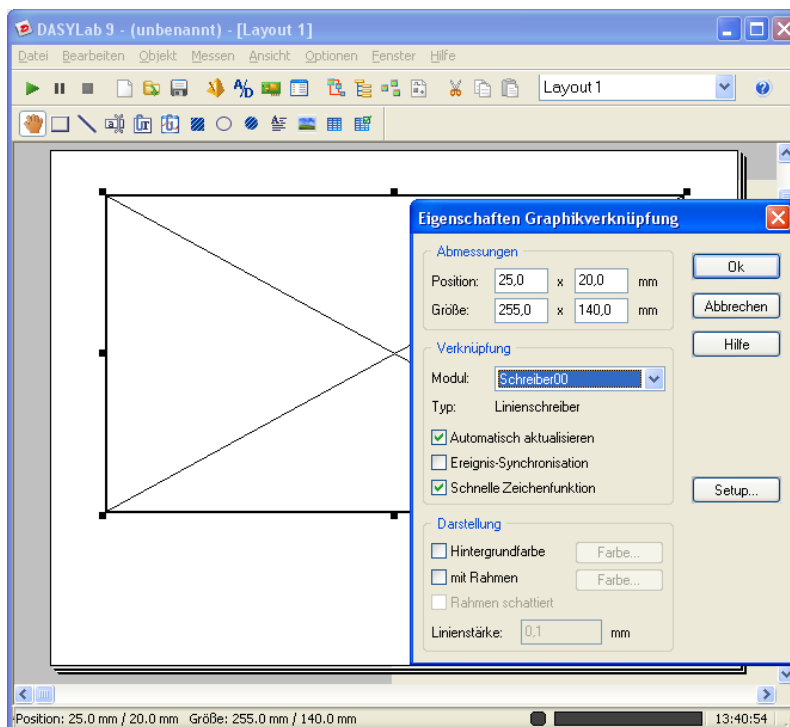 DASYLab 9 - (unbenannt) - [Layout 1]
Datei Bearbeiten Objekt Messen Ansicht Optionen Fenster Hilfe
Layout 1
Eigenschaften Graphikverknüpfung
Abmessungen
Position: 25,0 x 20,0 mm
Größe: 255,0 x 140,0 mm
Ok
Abbrechen
Hilfe
Verknüpfung
Modul: Schreiber00
Typ: Linienschreiber
Automatisch aktualisieren
Ereignis-Synchronisation
Schnelle Zeichenfunktion
Setup...
Darstellung
Hintergrundfarbe Farbe...
mit Rahmen Farbe...
Rahmen schattiert
Linienstärke: 0,1 mm
Position: 25.0 mm / 20.0 mm Größe: 255.0 mm / 140.0 mm 13:40:54